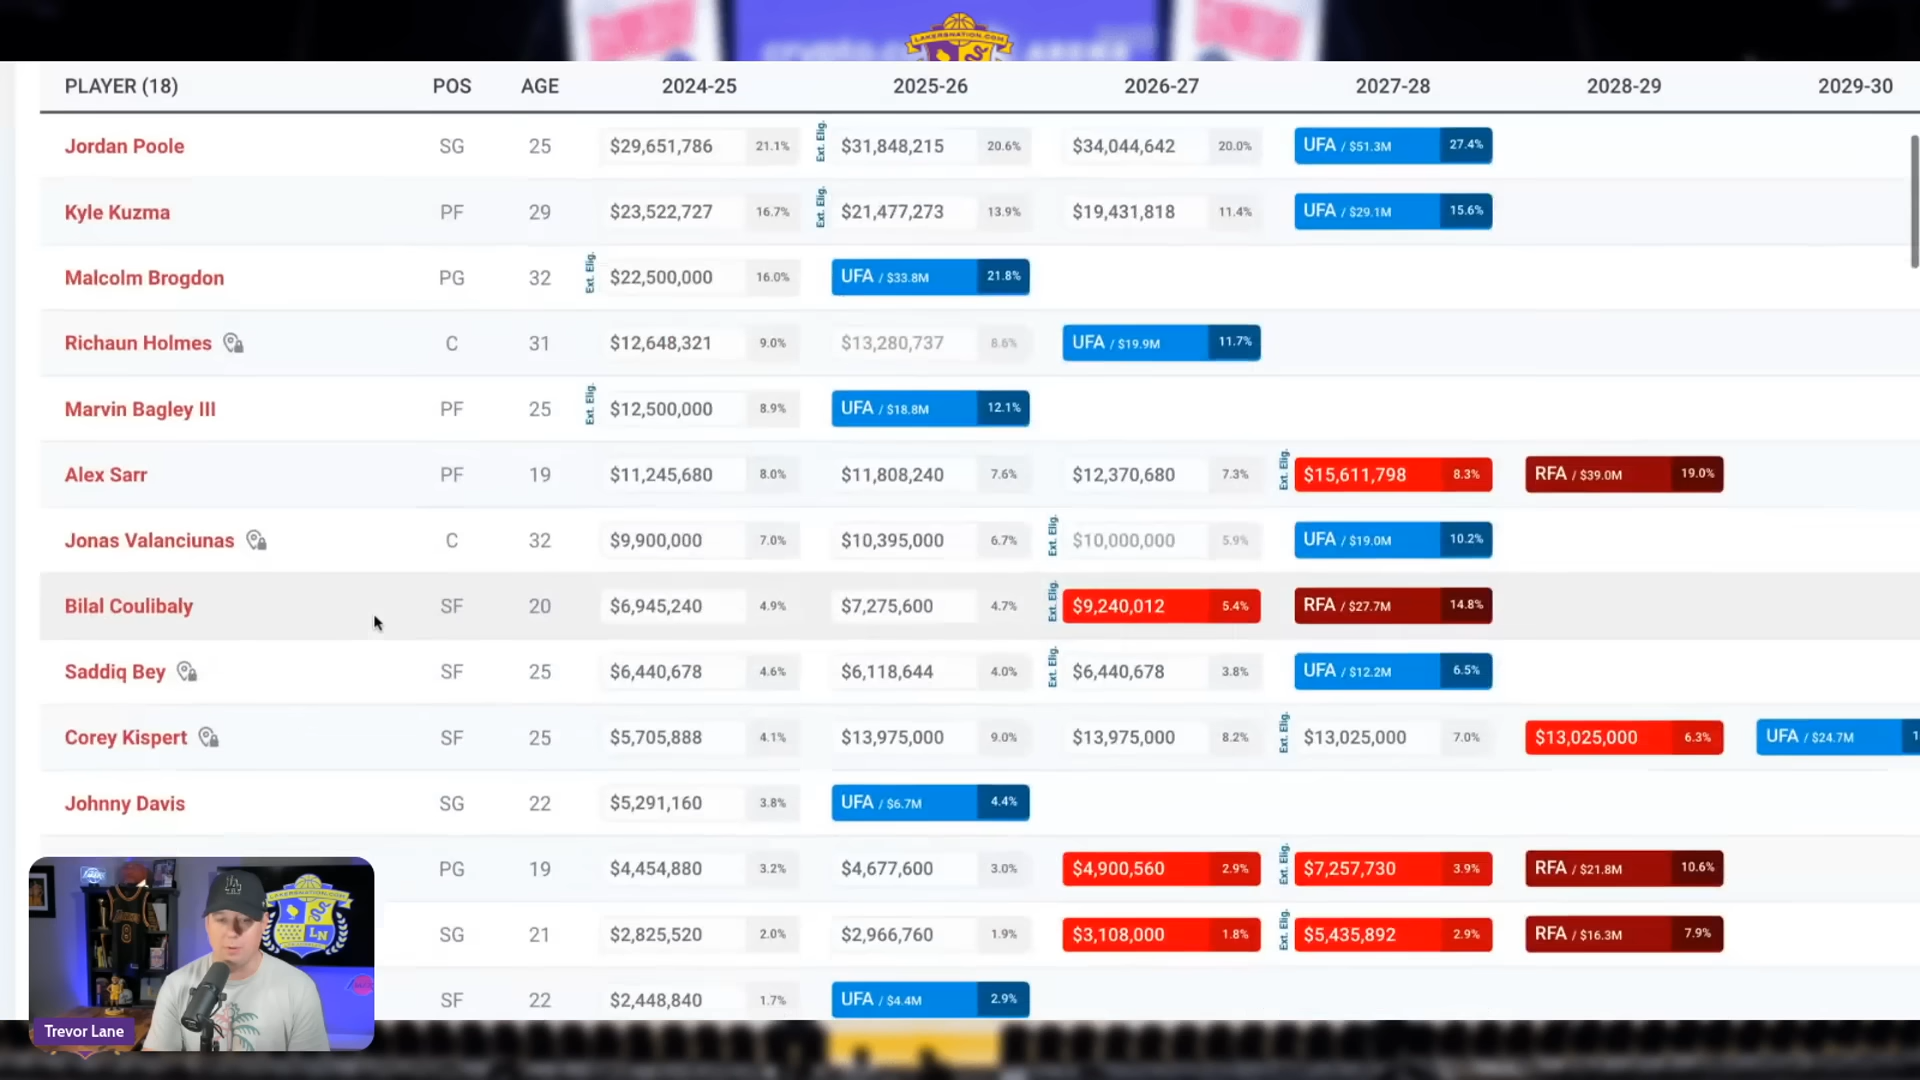 LAKERSNATION.COM
PLAYER (18) POS AGE 2024-25 2025-26 2026-27 2027-28 2028-29 2029-30
Jordan Poole SG 25 $29,651,786 21.1% Ext. Elig. $31,848,215 20.6% $34,044,642 20.0% UFA / $51.3M 27.4%
Kyle Kuzma PF 29 $23,522,727 16.7% Ext. Elig. $21,477,273 13.9% $19,431,818 11.4% UFA / $29.1M 15.6%
Malcolm Brogdon PG 32 Ext. Elig. $22,500,000 16.0% UFA / $33.8M 21.8%
Richaun Holmes C 31 $12,648,321 9.0% $13,280,737 8.6% UFA / $19.9M 11.7%
Marvin Bagley III PF 25 Ext. Elig. $12,500,000 8.9% UFA / $18.8M 12.1%
Alex Sarr PF 19 $11,245,680 8.0% $11,808,240 7.6% $12,370,680 7.3% Ext. Elig. $15,611,798 8.3% RFA / $39.0M 19.0%
Jonas Valanciunas C 32 $9,900,000 7.0% $10,395,000 6.7% Ext. Elig. $10,000,000 5.9% UFA / $19.0M 10.2%
Bilal Coulibaly SF 20 $6,945,240 4.9% $7,275,600 4.7% Ext. Elig. $9,240,012 5.4% RFA / $27.7M 14.8%
Saddiq Bey SF 25 $6,440,678 4.6% $6,118,644 4.0% Ext. Elig. $6,440,678 3.8% UFA / $12.2M 6.5%
Corey Kispert SF 25 $5,705,888 4.1% $13,975,000 9.0% $13,975,000 8.2% Ext. Elig. $13,025,000 7.0% $13,025,000 6.3% UFA / $24.7M
Johnny Davis SG 22 $5,291,160 3.8% UFA / $6.7M 4.4%
PG 19 $4,454,880 3.2% $4,677,600 3.0% $4,900,560 2.9% Ext. Elig. $7,257,730 3.9% RFA / $21.8M 10.6%
SG 21 $2,825,520 2.0% $2,966,760 1.9% $3,108,000 1.8% Ext. Elig. $5,435,892 2.9% RFA / $16.3M 7.9%
SF 22 $2,448,840 1.7% UFA / $4.4M 2.9%
LA
8
LN
Trevor Lane